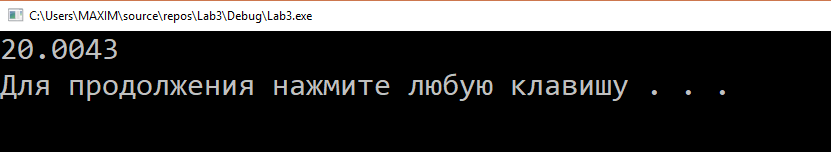 C:\Users\MAXIM\source\repos\Lab3\Debug\Lab3.exe
20.0043
Для продолжения нажмите любую клавишу . . .